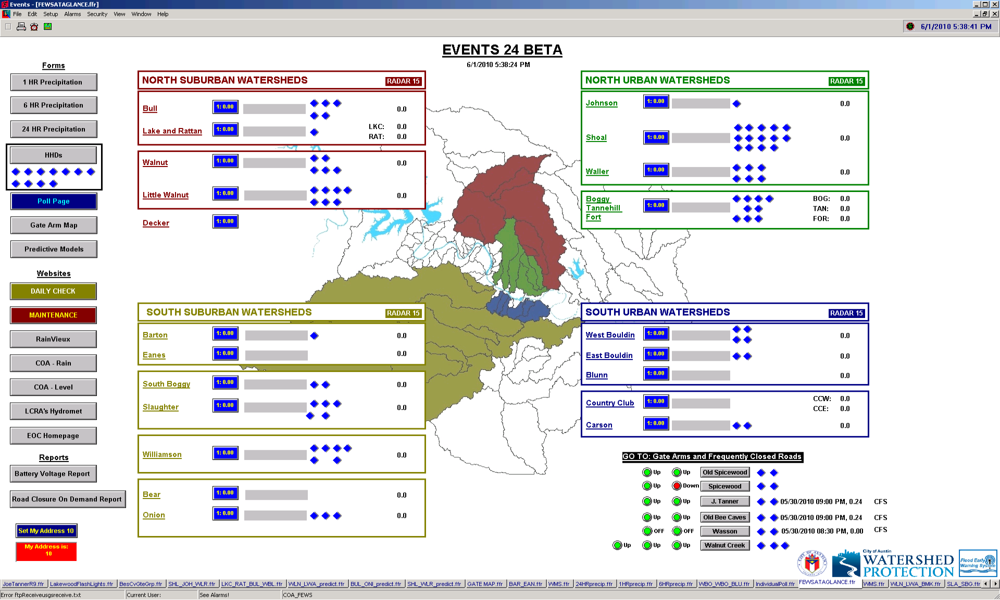 Events - [FEWSATAGLANCE.ffr]
File Edit Setup Alarms Security View Window Help
6/1/2010 5:38:41 PM
EVENTS 24 BETA
6/1/2010 5:38:24 PM
Forms
1 HR Precipitation
6 HR Precipitation
24 HR Precipitation
HHDs
Poll Page
Gate Arm Map
Predictive Models
Websites
DAILY CHECK
MAINTENANCE
RainVieux
COA - Rain
COA - Level
LCRA's Hydromet
EOC Homepage
Reports
Battery Voltage Report
Road Closure On Demand Report
Set My Address 10
My Address is:
10
NORTH SUBURBAN WATERSHEDS RADAR 15
Bull 1: 0.00 0.0
Lake and Rattan 1: 0.00 LKC: 0.0
RAT: 0.0
Walnut 1: 0.00 0.0
Little Walnut 1: 0.00 0.0
Decker 1: 0.00
NORTH URBAN WATERSHEDS RADAR 15
Johnson 1: 0.00 0.0
Shoal 1: 0.00 0.0
Waller 1: 0.00 0.0
Boggy 1: 0.00 BOG: 0.0
Tannehill TAN: 0.0
Fort FOR: 0.0
SOUTH SUBURBAN WATERSHEDS RADAR 15
Barton 1: 0.00 0.0
Eanes 1: 0.00 0.0
South Boggy 1: 0.00 0.0
Slaughter 1: 0.00 0.0
Williamson 1: 0.00 0.0
Bear 1: 0.00 0.0
Onion 1: 0.00 0.0
SOUTH URBAN WATERSHEDS RADAR 15
West Bouldin 1: 0.00 0.0
East Bouldin 1: 0.00 0.0
Blunn 1: 0.00 0.0
Country Club 1: 0.00 CCW: 0.0
CCE: 0.0
Carson 1: 0.00 0.0
GO TO: Gate Arms and Frequently Closed Roads
Up Up Old Spicewood
Up Down Spicewood
Up Up J. Tanner 05/30/2010 09:00 PM, 0.24 CFS
Up Up Old Bee Caves 05/30/2010 09:00 PM, 0.24 CFS
OFF OFF Wasson 05/30/2010 08:30 PM, 0.00 CFS
Up Up Up Walnut Creek
CITY OF AUSTIN
City of Austin
WATERSHED
PROTECTION
Flood Early
Warning System
JoeTannerR9.ffr LakewoodFlashLights.ffr BesCvGteGrp.ffr SHL_JOH_WLR.ffr LKC_RAT_BUL_WBL.ffr WLN_LWA_predict.ffr BUL_ONI_predict.ffr SHL_WLR_predict.ffr GATE MAP.ffr BAR_EAN.ffr WMS.ffr 24HRprecip.ffr 1HRprecip.ffr 6HRprecip.ffr WBO_WBO_BLU.ffr IndividualPoll.ffr FEWSATAGLANCE.ffr WMS.ffr WLN_LWA_BMK.ffr SLA_SBG.ffr
Error ftpReceiveusgsreceive.txt Current User: See Alarms! COA_FEWS